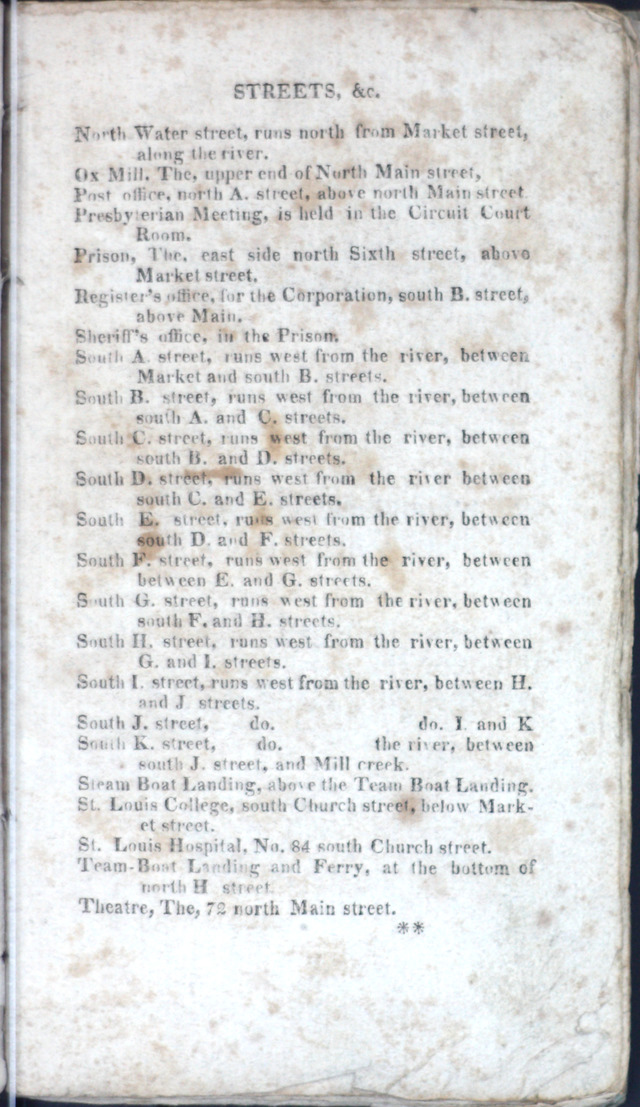 STREETS, &c.
North Water street, runs north from Market street,
along the river.
Ox Mill, The, upper end of North Main street,
Post office, north A. street, above north Main street.
Presbyterian Meeting, is held in the Circuit Court
Room.
Prison, The, east side north Sixth street, above
Market street.
Register's office, for the Corporation, south B. street,
above Main.
Sheriff's office, in the Prison.
South A. street, runs west from the river, between
Market and south B. streets.
South B. street, runs west from the river, between
south A. and C. streets.
South C. street, runs west from the river, between
south B. and D. streets.
South D. street, runs west from the river between
south C. and E. streets.
South E. street, runs west from the river, between
south D. and F. streets.
South F. street, runs west from the river, between
between E. and G. streets.
South G. street, runs west from the river, between
south F. and H. streets.
South H. street, runs west from the river, between
G. and I. streets.
South I. street, runs west from the river, between H.
and J streets.
South J. street, do. do. I. and K
South K. street, do. the river, between
south J. street, and Mill creek.
Steam Boat Landing, above the Team Boat Landing.
St. Louis College, south Church street, below Mark-
et street.
St. Louis Hospital, No. 84 south Church street.
Team-Boat Landing and Ferry, at the bottom of
north H street.
Theatre, The, 72 north Main street.
**